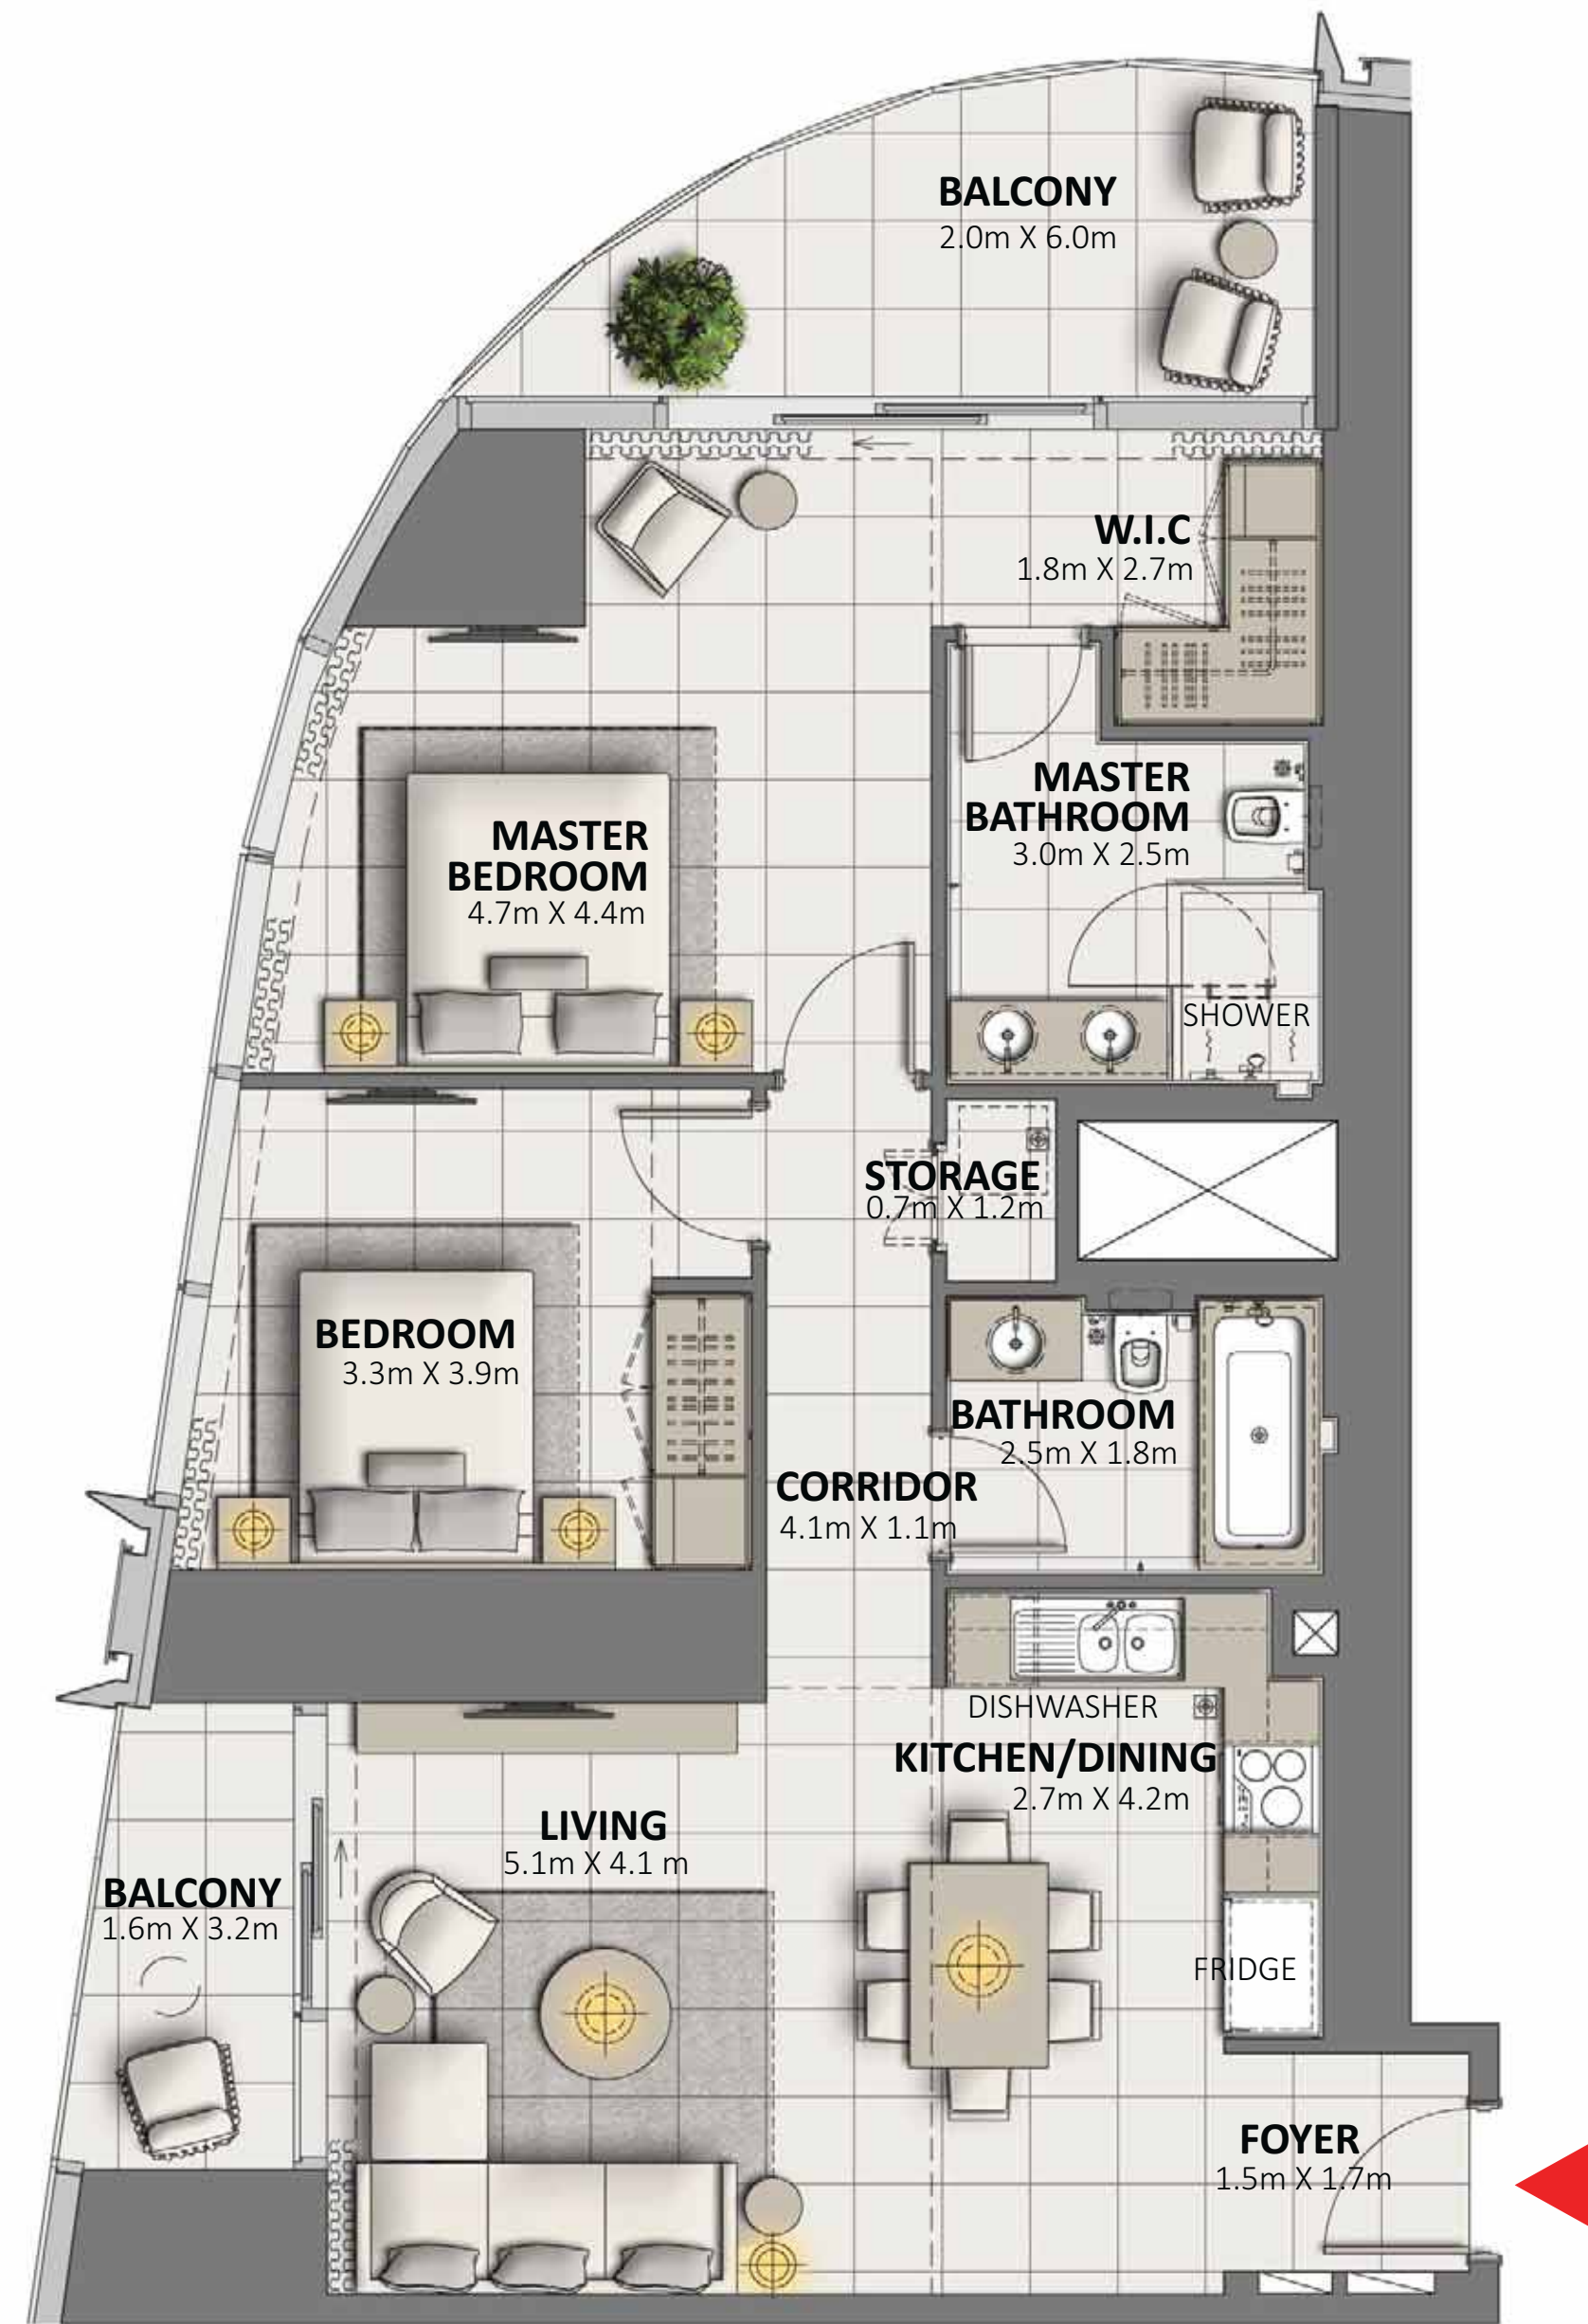 BALCONY
2.0m X 6.0m
W.I.C
1.8m X 2.7m
MASTER
BATHROOM
3.0m X 2.5m
MASTER
BEDROOM
4.7m X 4.4m
SHOWER
STORAGE
0.7m X 1.2m
BEDROOM
3.3m X 3.9m
BATHROOM
2.5m X 1.8m
CORRIDOR
4.1m X 1.1m
DISHWASHER
KITCHEN/DINING
2.7m X 4.2m
LIVING
5.1m X 4.1 m
BALCONY
1.6m X 3.2m
FRIDGE
FOYER
1.5m X 1.7m